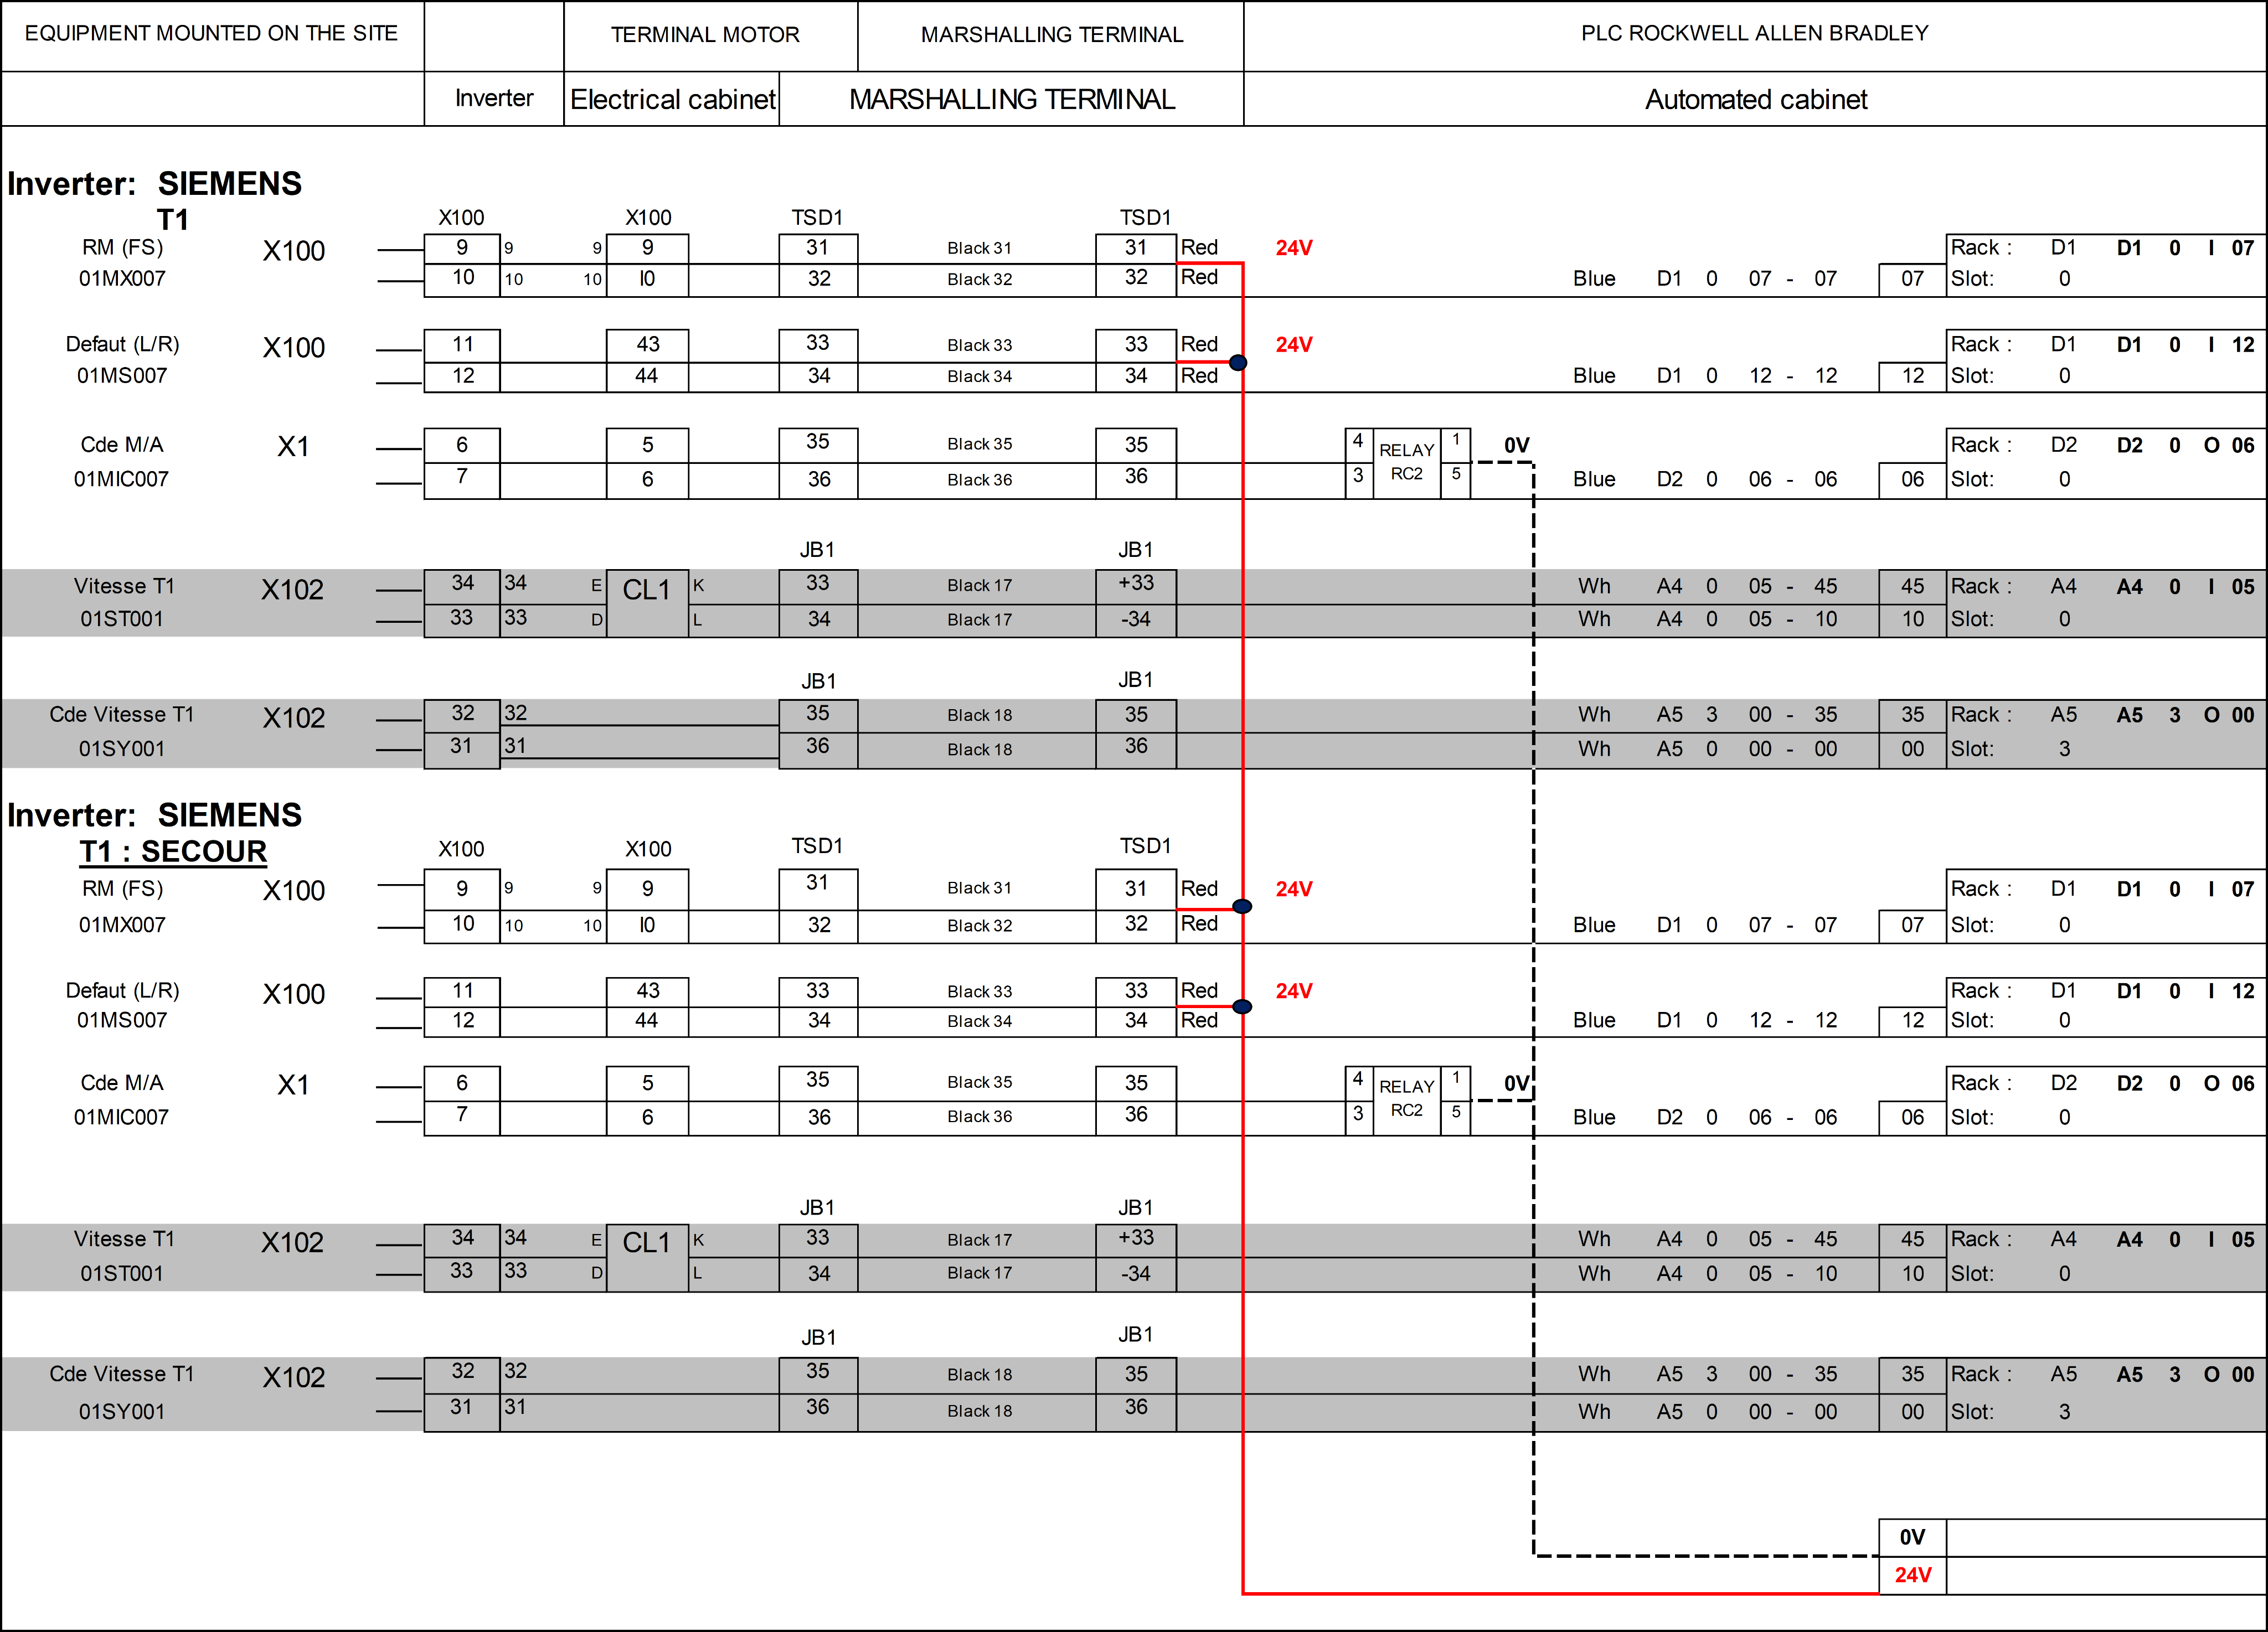 EQUIPMENT MOUNTED ON THE SITE TERMINAL MOTOR MARSHALLING TERMINAL PLC ROCKWELL ALLEN BRADLEY
Inverter Electrical cabinet MARSHALLING TERMINAL Automated cabinet
Inverter: SIEMENS
T1
X100 X100 TSD1 TSD1
RM (FS) X100 9 9 9 9 31 Black 31 31 Red 24V Rack : D1 D1 0 I 07
01MX007 10 10 10 I0 32 Black 32 32 Red Blue D1 0 07 - 07 07 Slot: 0
Defaut (L/R) X100 11 43 33 Black 33 33 Red 24V Rack : D1 D1 0 I 12
01MS007 12 44 34 Black 34 34 Red Blue D1 0 12 - 12 12 Slot: 0
Cde M/A X1 6 5 35 Black 35 35 4 RELAY 1 0V Rack : D2 D2 0 O 06
01MIC007 7 6 36 Black 36 36 3 RC2 5 Blue D2 0 06 - 06 06 Slot: 0
JB1 JB1
Vitesse T1 X102 34 34 E CL1 K 33 Black 17 +33 Wh A4 0 05 - 45 45 Rack : A4 A4 0 I 05
01ST001 33 33 D L 34 Black 17 -34 Wh A4 0 05 - 10 10 Slot: 0
JB1 JB1
Cde Vitesse T1 X102 32 32 35 Black 18 35 Wh A5 3 00 - 35 35 Rack : A5 A5 3 O 00
01SY001 31 31 36 Black 18 36 Wh A5 0 00 - 00 00 Slot: 3
Inverter: SIEMENS
T1 : SECOUR
X100 X100 TSD1 TSD1
RM (FS) X100 9 9 9 9 31 Black 31 31 Red 24V Rack : D1 D1 0 I 07
01MX007 10 10 10 I0 32 Black 32 32 Red Blue D1 0 07 - 07 07 Slot: 0
Defaut (L/R) X100 11 43 33 Black 33 33 Red 24V Rack : D1 D1 0 I 12
01MS007 12 44 34 Black 34 34 Red Blue D1 0 12 - 12 12 Slot: 0
Cde M/A X1 6 5 35 Black 35 35 4 RELAY 1 0V Rack : D2 D2 0 O 06
01MIC007 7 6 36 Black 36 36 3 RC2 5 Blue D2 0 06 - 06 06 Slot: 0
JB1 JB1
Vitesse T1 X102 34 34 E CL1 K 33 Black 17 +33 Wh A4 0 05 - 45 45 Rack : A4 A4 0 I 05
01ST001 33 33 D L 34 Black 17 -34 Wh A4 0 05 - 10 10 Slot: 0
JB1 JB1
Cde Vitesse T1 X102 32 32 35 Black 18 35 Wh A5 3 00 - 35 35 Rack : A5 A5 3 O 00
01SY001 31 31 36 Black 18 36 Wh A5 0 00 - 00 00 Slot: 3
0V
24V